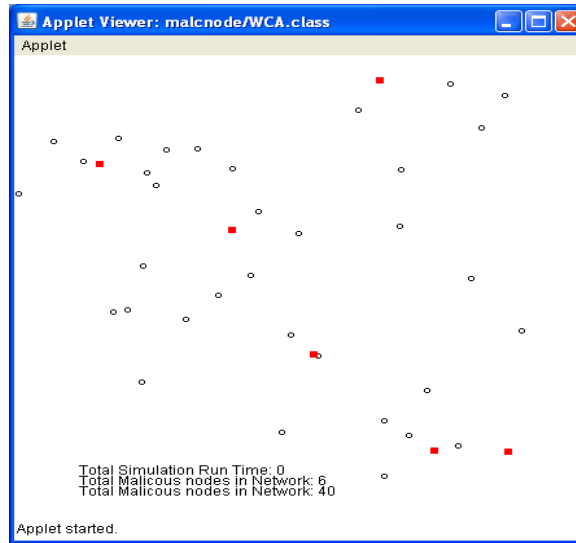 Applet Viewer: malcnode/WCA.class
Applet
Total Simulation Run Time: 0
Total Malicous nodes in Network: 6
Total Malicous nodes in Network: 40
Applet started.